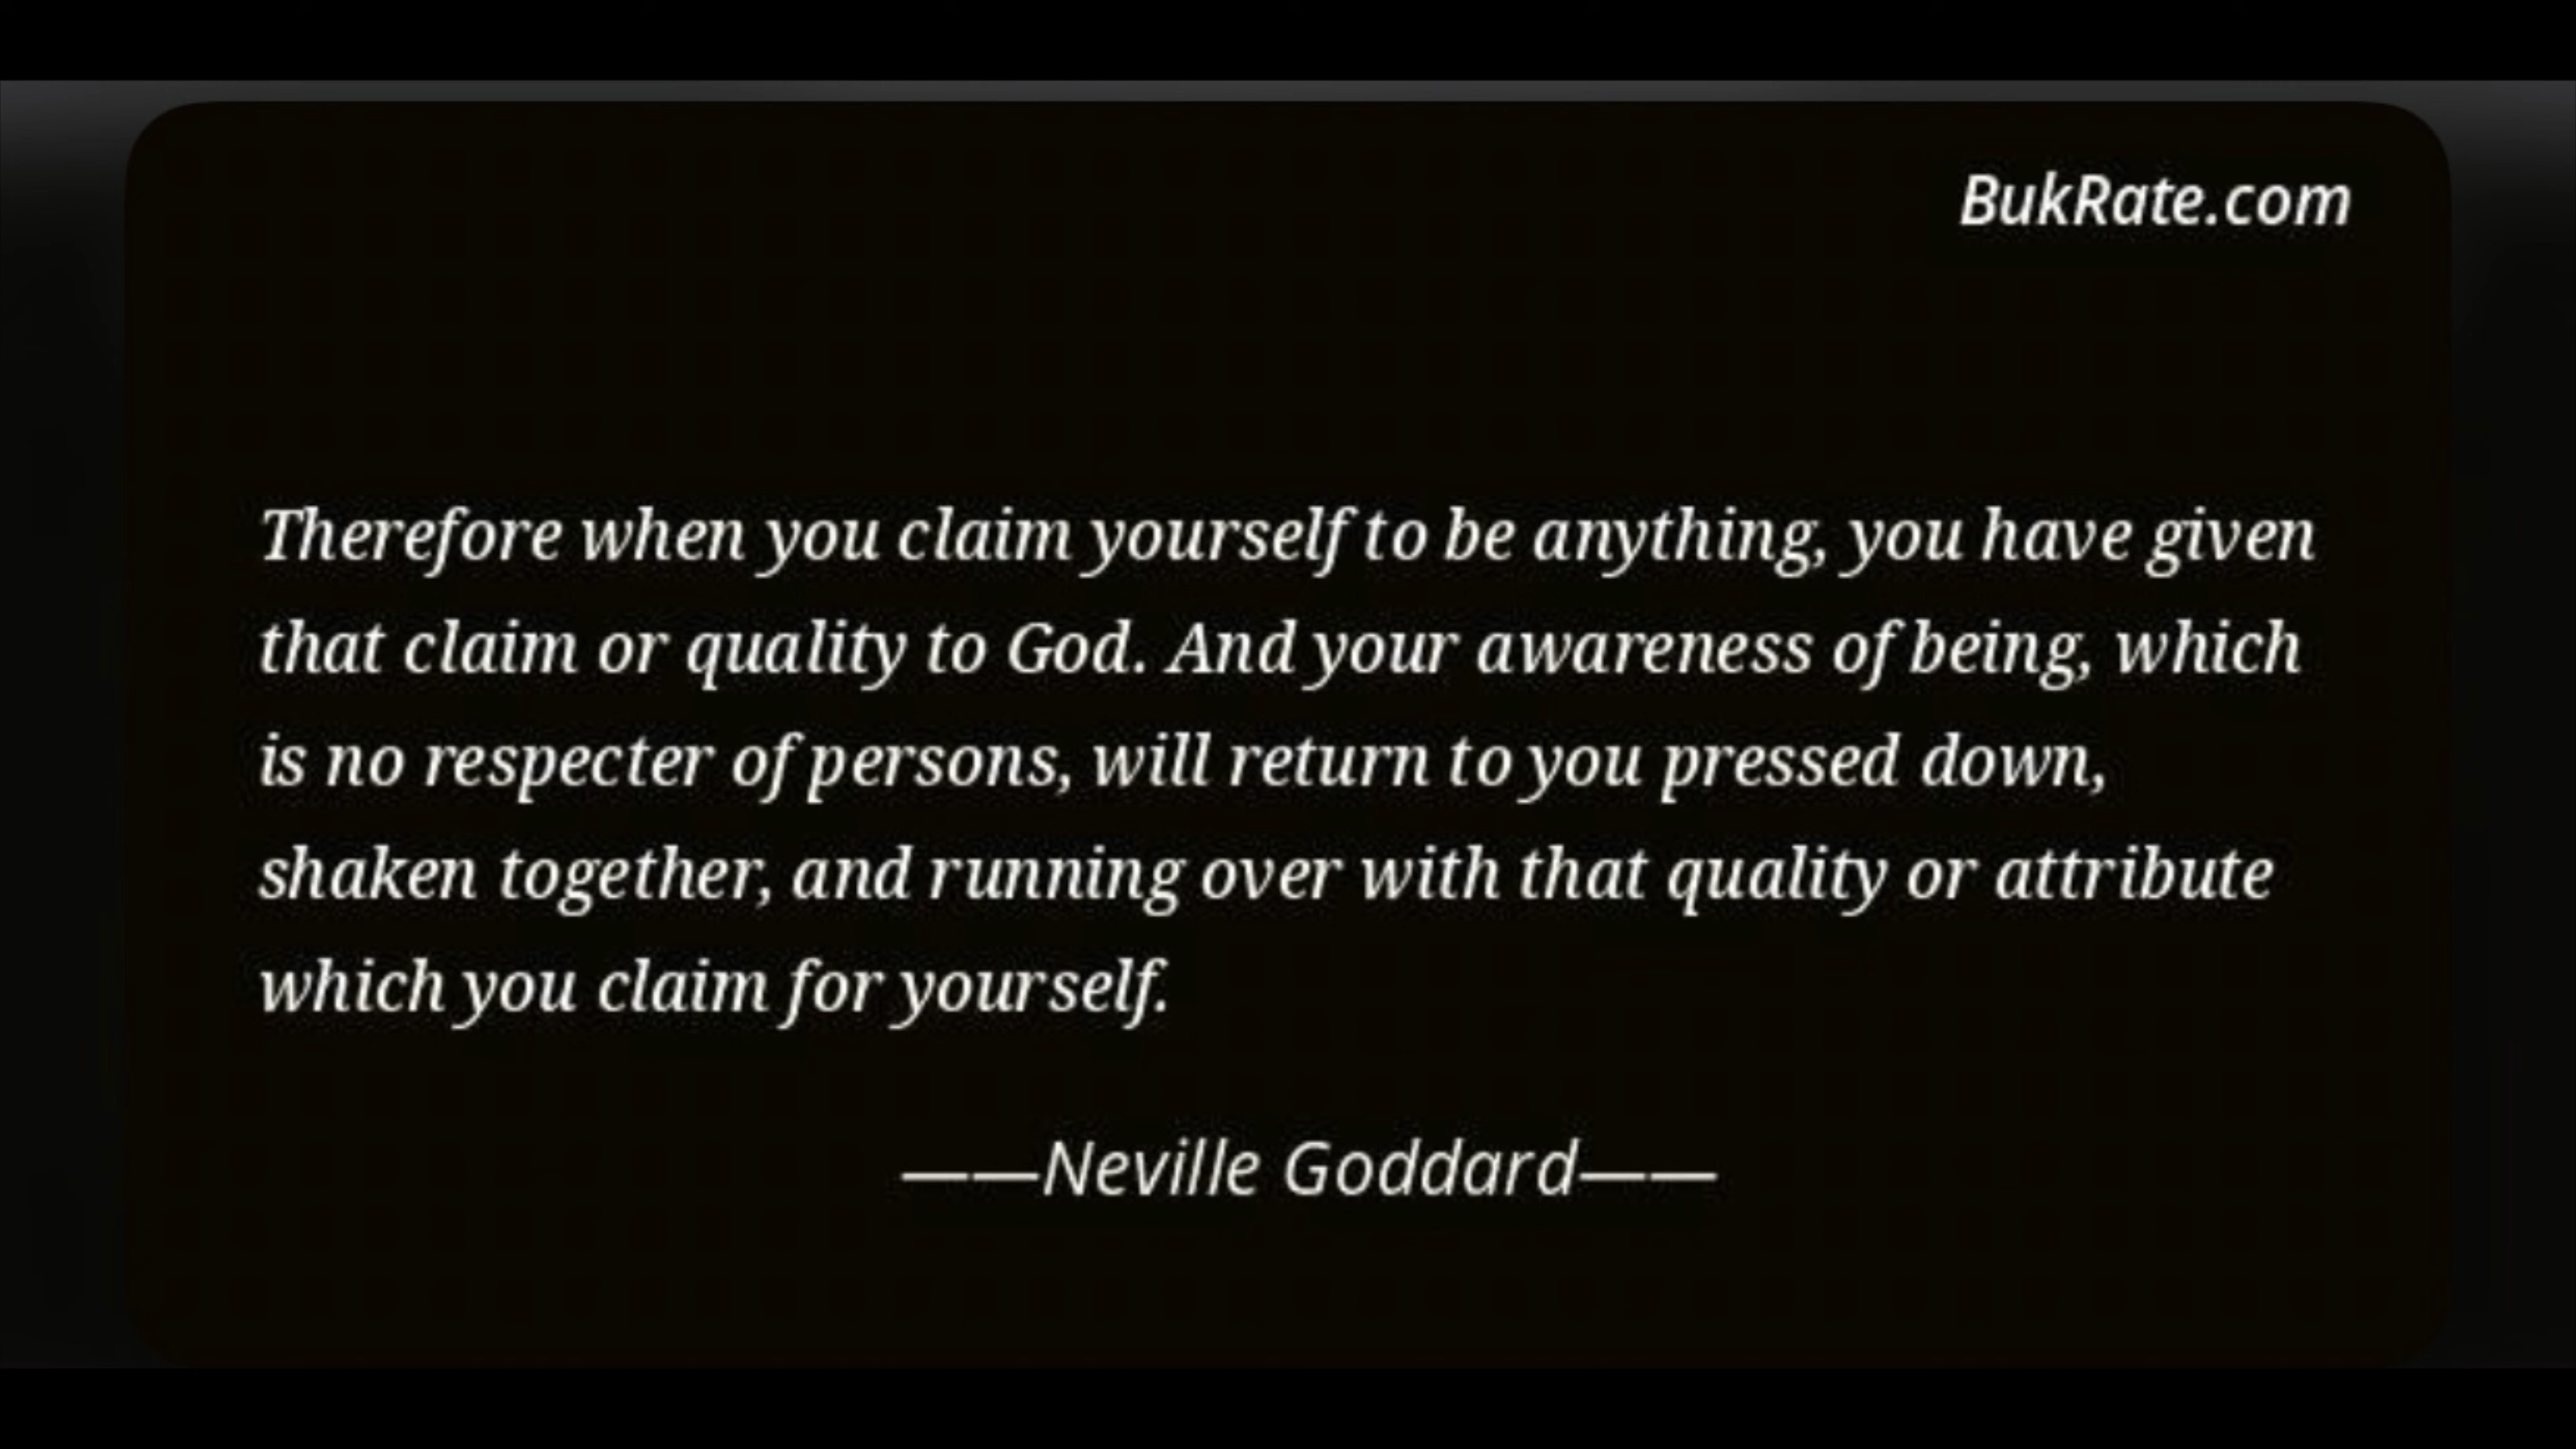 BukRate.com
Therefore when you claim yourself to be anything, you have given
that claim or quality to God. And your awareness of being, which
is no respecter of persons, will return to you pressed down,
shaken together, and running over with that quality or attribute
which you claim for yourself.
——Neville Goddard——